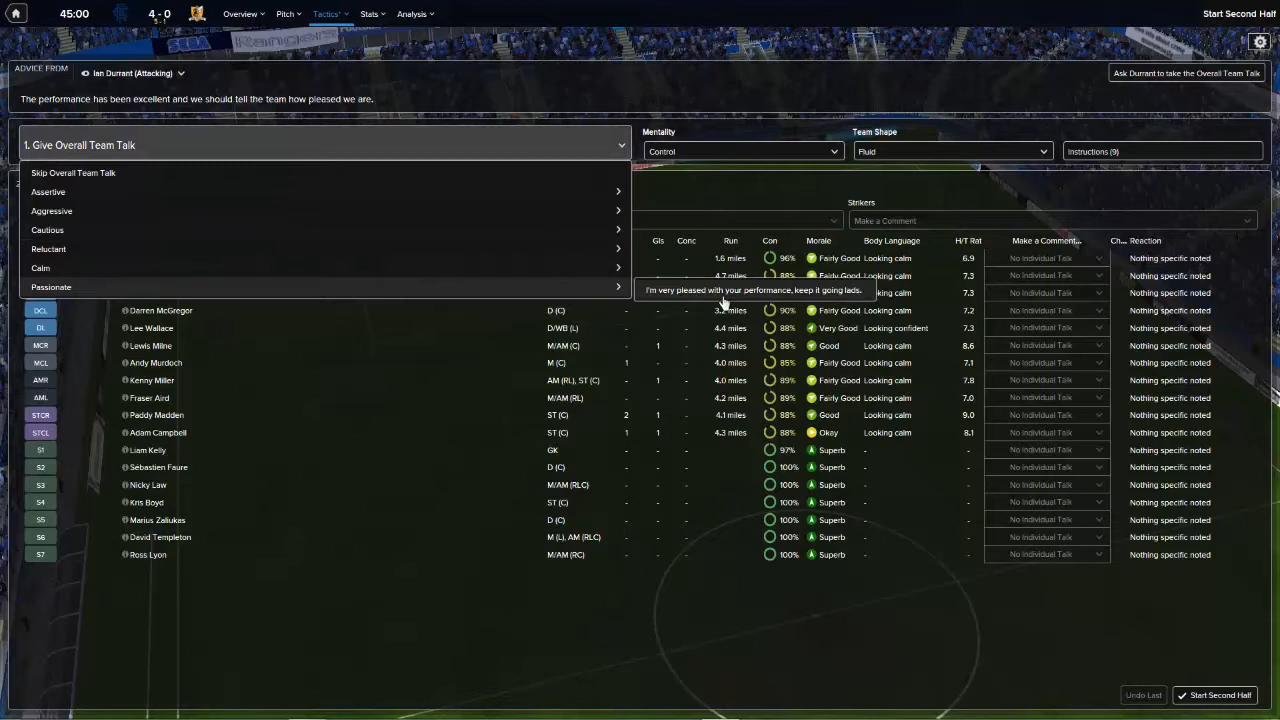 45:00
4 - 0
5 - 1
Overview
Pitch
Tactics*
Stats
Analysis
Start Second Half
SEGA
Rangers
ADVICE FROM
Ian Durrant (Attacking)
Ask Durrant to take the Overall Team Talk
The performance has been excellent and we should tell the team how pleased we are.
1. Give Overall Team Talk
Mentality
Control
Team Shape
Fluid
Instructions (9)
Skip Overall Team Talk
Assertive
Aggressive
Cautious
Reluctant
Calm
Passionate
I'm very pleased with your performance, keep it going lads.
Strikers
Make a Comment
Gls Conc Run Con Morale Body Language H/T Rat Make a Comment... Ch... Reaction
- - 1.6 miles 96% Fairly Good Looking calm 6.9 No Individual Talk Nothing specific noted
- - 4.7 miles 88% Fairly Good Looking calm 7.3 No Individual Talk Nothing specific noted
7.3 No Individual Talk Nothing specific noted
DCL Darren McGregor D (C) - - - 3.2 miles 90% Fairly Good Looking calm 7.2 No Individual Talk Nothing specific noted
DL Lee Wallace D/WB (L) - - - 4.4 miles 88% Very Good Looking confident 7.3 No Individual Talk Nothing specific noted
MCR Lewis Milne M/AM (C) - 1 - 4.3 miles 88% Good Looking calm 8.6 No Individual Talk Nothing specific noted
MCL Andy Murdoch M (C) 1 - - 4.0 miles 85% Fairly Good Looking calm 7.1 No Individual Talk Nothing specific noted
AMR Kenny Miller AM (RL), ST (C) - 1 - 4.0 miles 89% Fairly Good Looking calm 7.8 No Individual Talk Nothing specific noted
AML Fraser Aird M/AM (RL) - - - 4.2 miles 89% Fairly Good Looking calm 7.0 No Individual Talk Nothing specific noted
STCR Paddy Madden ST (C) 2 1 - 4.1 miles 88% Good Looking calm 9.0 No Individual Talk Nothing specific noted
STCL Adam Campbell ST (C) 1 1 - 4.3 miles 88% Okay Looking calm 8.1 No Individual Talk Nothing specific noted
S1 Liam Kelly GK - - - - 97% Superb - - No Individual Talk Nothing specific noted
S2 Sébastien Faure D (C) - - - - 100% Superb - - No Individual Talk Nothing specific noted
S3 Nicky Law M/AM (RLC) - - - - 100% Superb - - No Individual Talk Nothing specific noted
S4 Kris Boyd ST (C) - - - - 100% Superb - - No Individual Talk Nothing specific noted
S5 Marius Zaliukas D (C) - - - - 100% Superb - - No Individual Talk Nothing specific noted
S6 David Templeton M (L), AM (RLC) - - - - 100% Superb - - No Individual Talk Nothing specific noted
S7 Ross Lyon M/AM (RC) - - - - 100% Superb - - No Individual Talk Nothing specific noted
Undo Last
Start Second Half